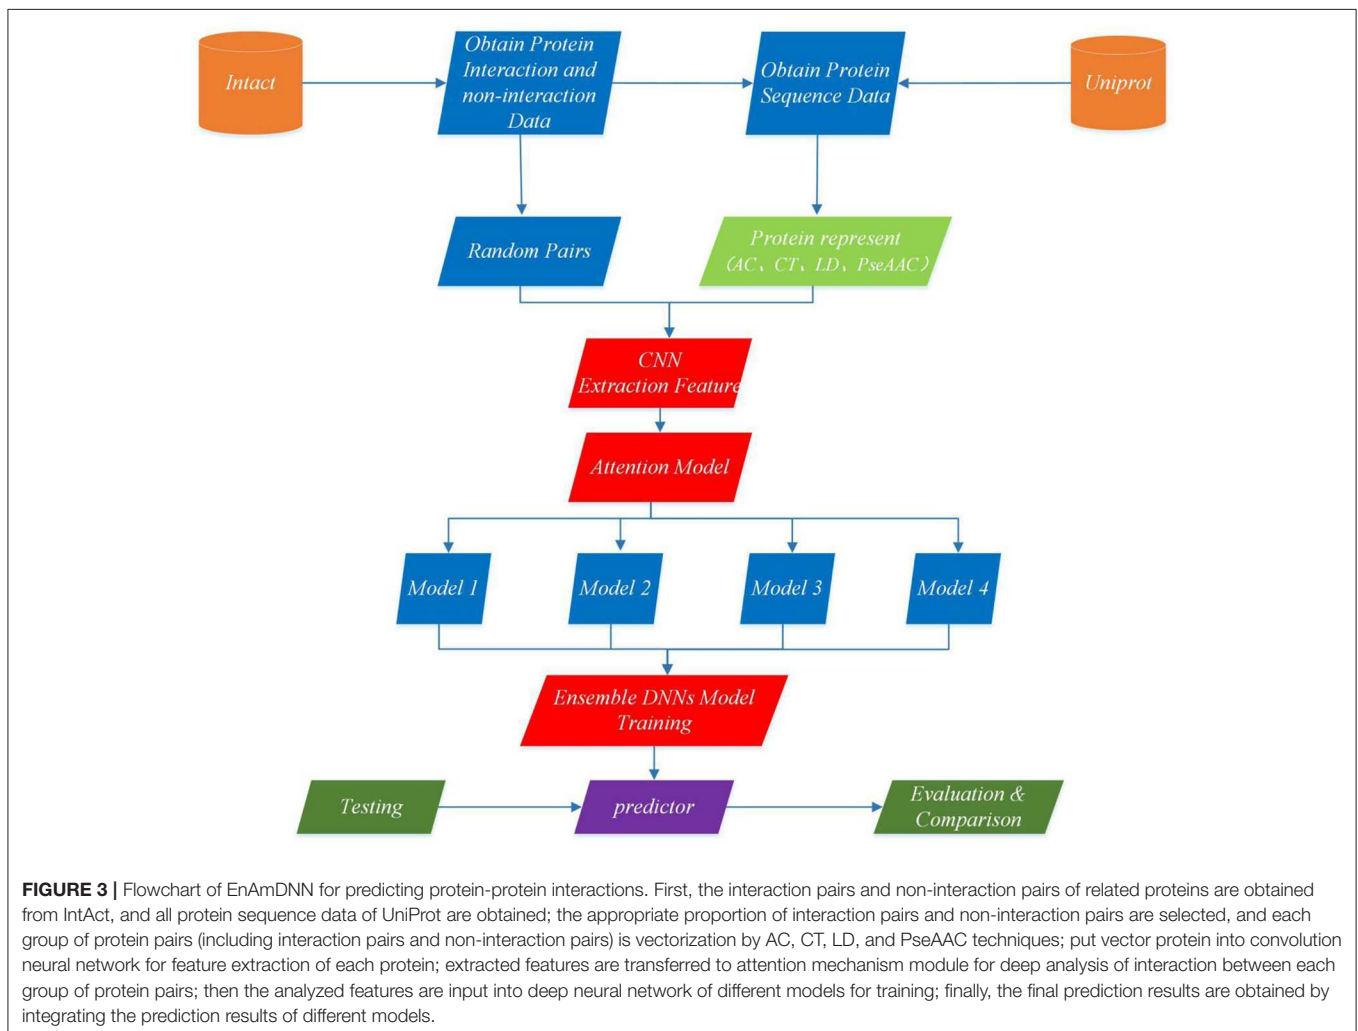 Intact
Obtain Protein
Interaction and
non-interaction
Data
Obtain Protein
Sequence Data
Uniprot
Random Pairs
Protein represent
（AC、CT、LD、PseAAC）
CNN
Extraction Feature
Attention Model
Model 1
Model 2
Model 3
Model 4
Ensemble DNNs Model
Training
Testing
predictor
Evaluation &
Comparison
FIGURE 3 | Flowchart of EnAmDNN for predicting protein-protein interactions. First, the interaction pairs and non-interaction pairs of related proteins are obtained
from IntAct, and all protein sequence data of UniProt are obtained; the appropriate proportion of interaction pairs and non-interaction pairs are selected, and each
group of protein pairs (including interaction pairs and non-interaction pairs) is vectorization by AC, CT, LD, and PseAAC techniques; put vector protein into convolution
neural network for feature extraction of each protein; extracted features are transferred to attention mechanism module for deep analysis of interaction between each
group of protein pairs; then the analyzed features are input into deep neural network of different models for training; finally, the final prediction results are obtained by
integrating the prediction results of different models.